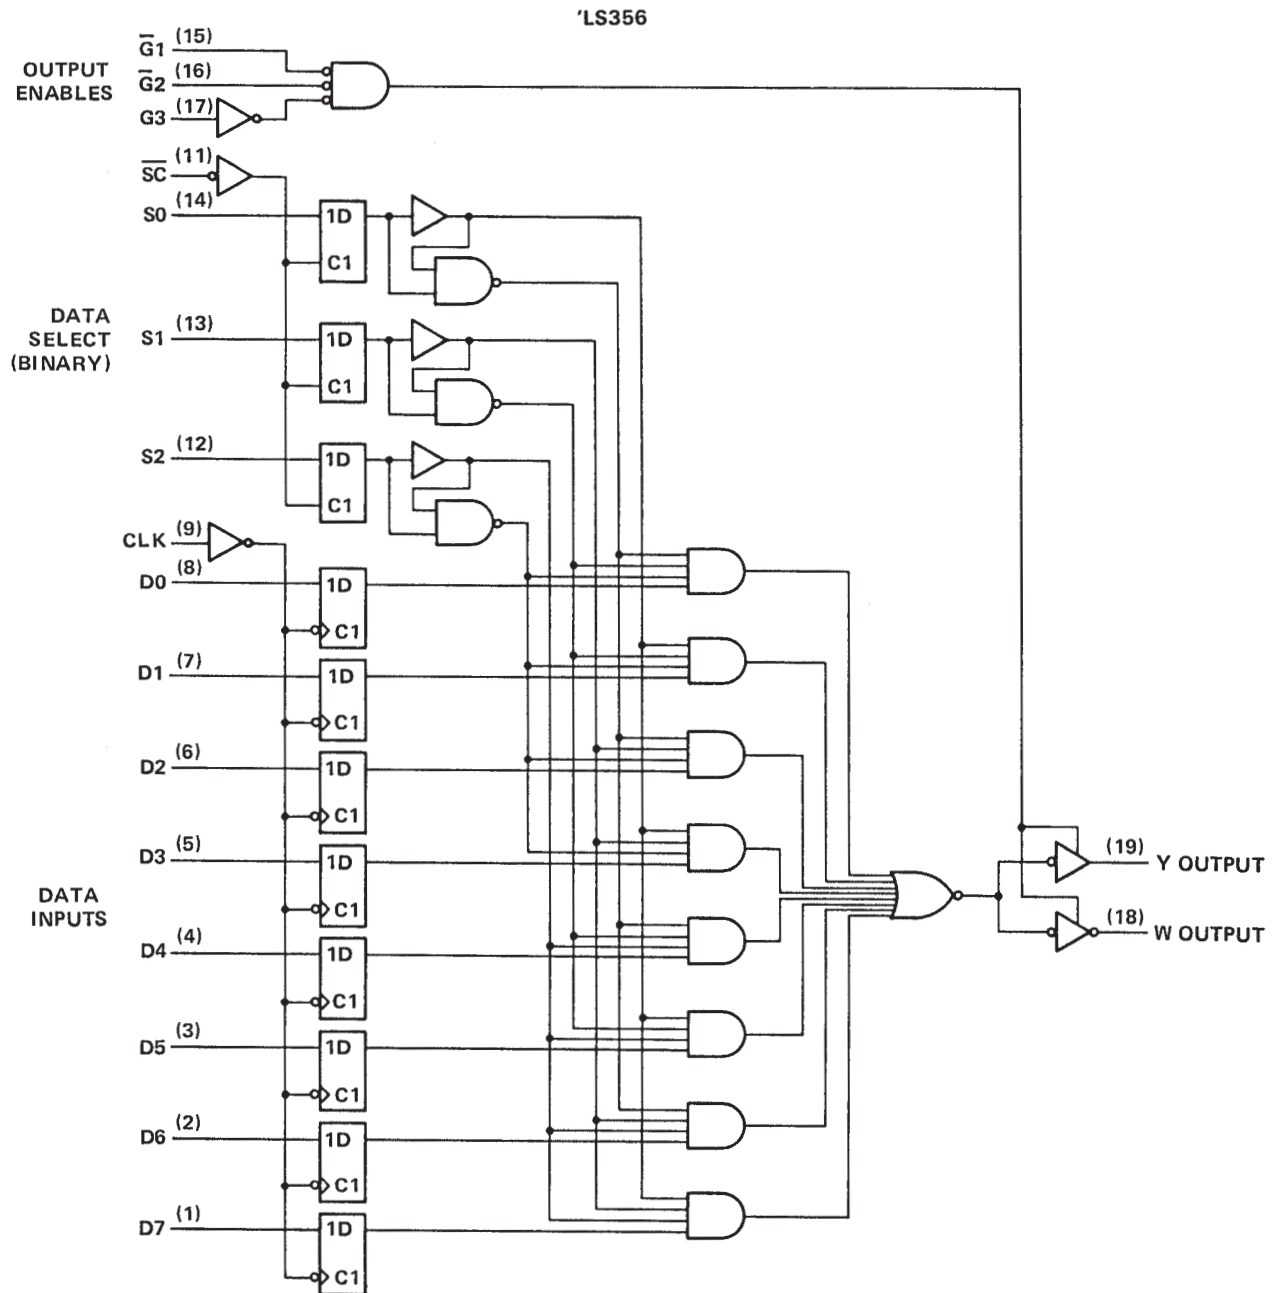 'LS356
OUTPUT
ENABLES
G̅1 (15)
G̅2 (16)
G3 (17)
S̅C̅ (11)
DATA
SELECT
(BINARY)
S0 (14)
1D
C1
S1 (13)
1D
C1
S2 (12)
1D
C1
CLK (9)
DATA
INPUTS
D0 (8)
1D
C1
D1 (7)
1D
C1
D2 (6)
1D
C1
D3 (5)
1D
C1
D4 (4)
1D
C1
D5 (3)
1D
C1
D6 (2)
1D
C1
D7 (1)
1D
C1
(19) Y OUTPUT
(18) W OUTPUT